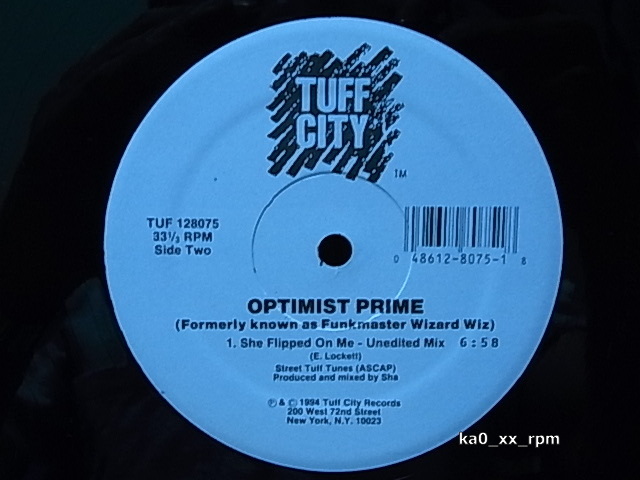 TUFF
CITY
TM
TUF 128075
33⅓ RPM
Side Two
0 48612-8075-1 8
OPTIMIST PRIME
(Formerly known as Funkmaster Wizard Wiz)
1. She Flipped On Me - Unedited Mix 6:58
(E. Lockett)
Street Tuff Tunes (ASCAP)
Produced and mixed by Sha
℗ & © 1994 Tuff City Records
200 West 72nd Street
New York, N.Y. 10023
ka0_xx_rpm